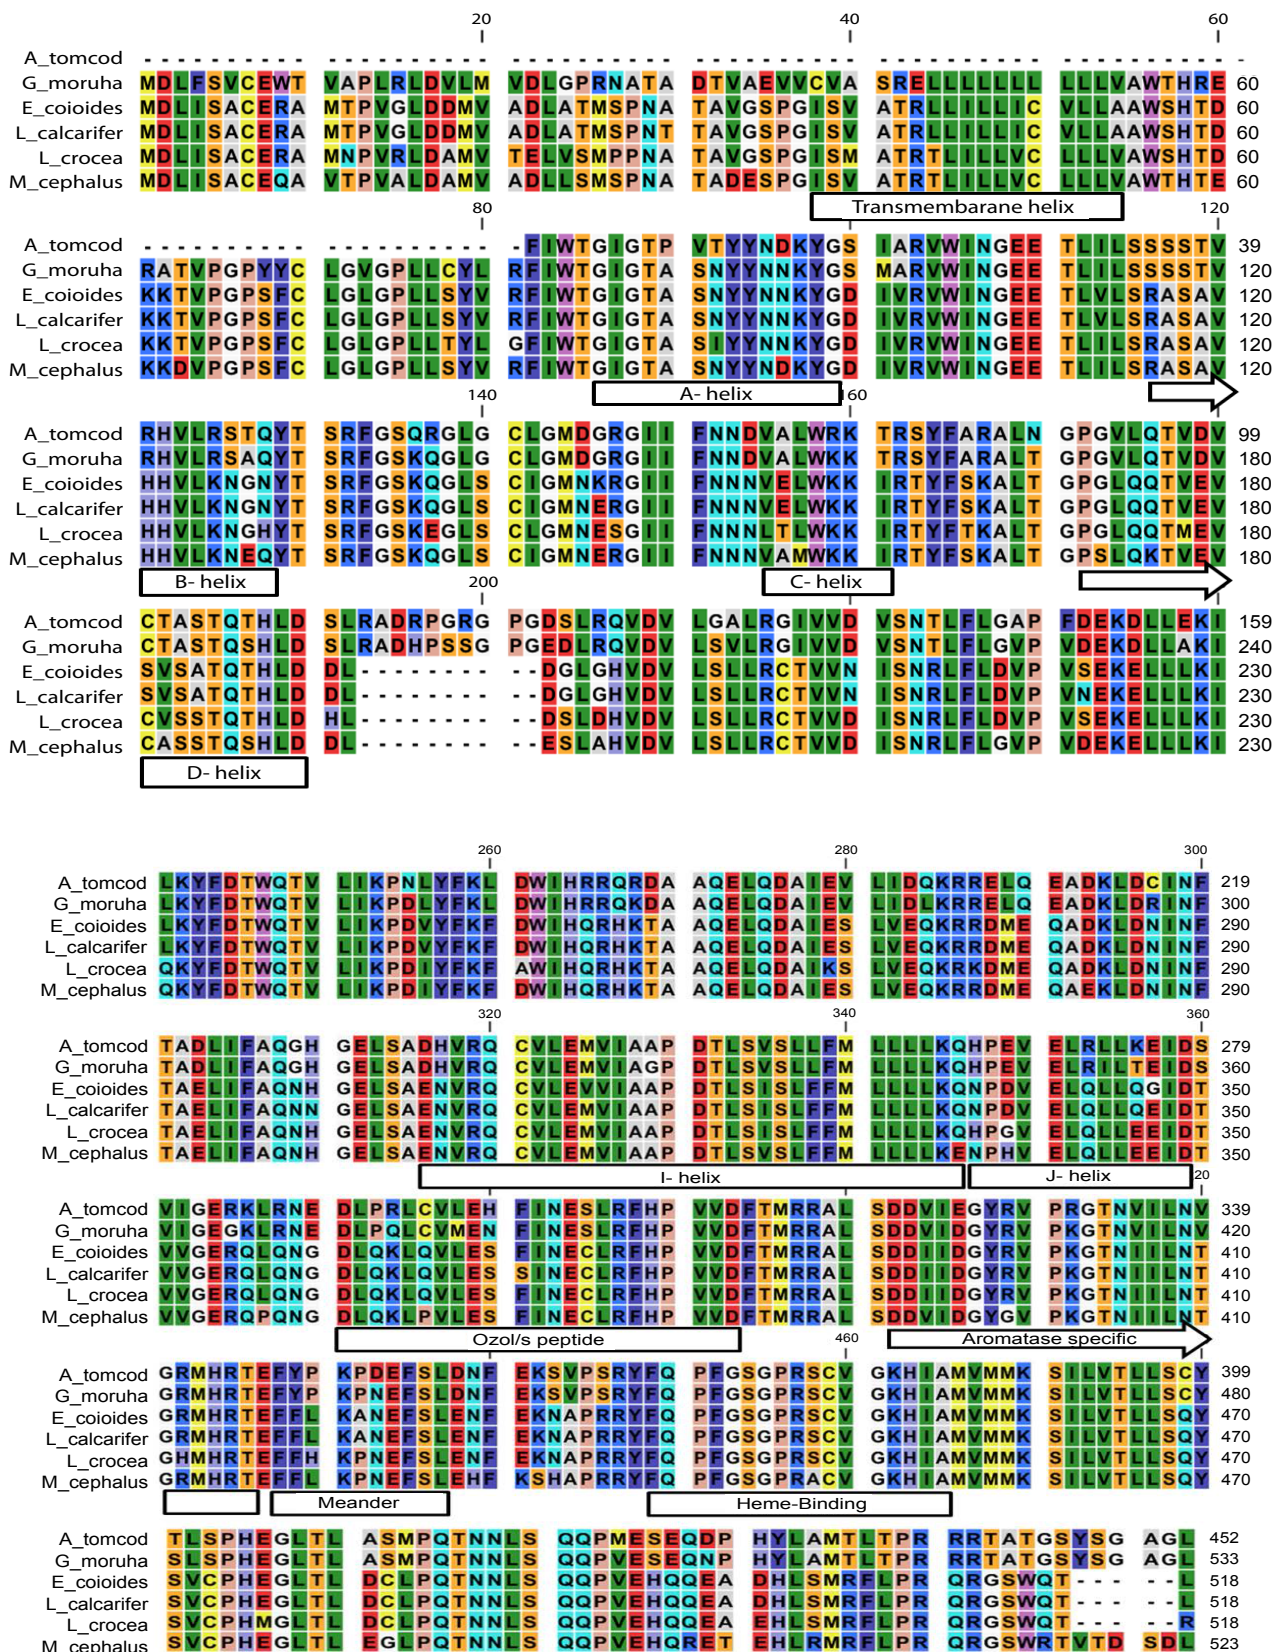 20 40 60
A_tomcod - - - - - - - - - - - - - - - - - - - - - - - - - - - - - - - - - - - - - - - - - - - - - - - - - - - - - - - - - - - -
G_moruha MDLFSVCEWT VAPLRLDVLM VDLGPRNATA DTVAEVVCVA SRELLLLLLL LLLVAWTHRE 60
E_coioides MDLISACERA MTPVGLDDMV ADLATMSPNA TAVGSPGISV ATRLLILLIC VLLAAWSHTD 60
L_calcarifer MDLISACERA MTPVGLDDMV ADLATMSPNT TAVGSPGISV ATRLLILLIC VLLAAWSHTD 60
L_crocea MDLISACERA MNPVRLDAMV TELVSMPPNA TAVGSPGISM ATRTLILLVC LLLVAWSHTD 60
M_cephalus MDLISACEQA VTPVALDAMV ADLLSMSPNA TADESPGISV ATRTLILLVC LLLVAWTHTE 60
Transmembarane helix
80 120
A_tomcod - - - - - - - - - - - - - - - - - - - - - FIWTGIGTP VTYYNDKYGS IARVWINGEE TLILSSSSTV 39
G_moruha RATVPGPYYC LGVGPLLCYL RFIWTGIGTA SNYYNNKYGS MARVWINGEE TLILSSSSTV 120
E_coioides KKTVPGPSFC LGLGPLLSYV RFIWTGIGTA SNYYNNKYGD IVRVWINGEE TLVLSRASAV 120
L_calcarifer KKTVPGPSFC LGLGPLLSYV RFIWTGIGTA SNYYNNKYGD IVRVWINGEE TLVLSRASAV 120
L_crocea KKTVPGPSFC LGLGPLLTYL GFIWTGIGTA SIYYNNKYGD IVRVWINGEE TLILSRASAV 120
M_cephalus KKDVPGPSFC LGLGPLLSYV RFIWTGIGTA SNYYNDKYGD IVRVWINGEE TLILSRASAV 120
A- helix
140 160
A_tomcod RHVLRSTQYT SRFGSQRGLG CLGMDGRGII FNNDVALWRK TRSYFARALN GPGVLQTVDV 99
G_moruha RHVLRSAQYT SRFGSKQGLG CLGMDGRGII FNNDVALWKK TRSYFARALT GPGVLQTVDV 180
E_coioides HHVLKNGNYT SRFGSKQGLS CIGMNKRGII FNNNVELWKK IRTYFSKALT GPGLQQTVEV 180
L_calcarifer HHVLKNGNYT SRFGSKQGLS CIGMNERGII FNNNVELWKK IRTYFSKALT GPGLQQTVEV 180
L_crocea HHVLKNGHYT SRFGSKEGLS CIGMNESGII FNNNLTLWKK IRTYFTKALT GPGLQQTMEV 180
M_cephalus HHVLKNEQYT SRFGSKQGLS CIGMNERGII FNNNVAMWKK IRTYFSKALT GPSLQKTVEV 180
B- helix 200 C- helix
A_tomcod CTASTQTHLD SLRADRPGRG PGDSLRQVDV LGALRGIVVD VSNTLFLGAP FDEKDLLEKI 159
G_moruha CTASTQSHLD SLRADHPSSG PGEDLRQVDV LSVLRGIVVD VSNTLFLGVP VDEKDLLAKI 240
E_coioides SVSATQTHLD DL- - - - - - - - - -DGLGHVDV LSLLRCTVVN ISNRLFLDVP VSEKELLLKI 230
L_calcarifer SVSATQTHLD DL- - - - - - - - - -DGLGHVDV LSLLRCTVVN ISNRLFLDVP VNEKELLLKI 230
L_crocea CVSSTQTHLD HL- - - - - - - - - -DSLDHVDV LSLLRCTVVD ISNRLFLDVP VSEKELLLKI 230
M_cephalus CASSTQSHLD DL- - - - - - - - - -ESLAHVDV LSLLRCTVVD ISNRLFLGVP VDEKELLLKI 230
D- helix
260 280 300
A_tomcod LKYFDTWQTV LIKPNLYFKL DWIHRRQRDA AQELQDAIEV LIDQKRRELQ EADKLDCINF 219
G_moruha LKYFDTWQTV LIKPDLYFKL DWIHRRQKDA AQELQDAIEV LIDLKRRELQ EADKLDRINF 300
E_coioides LKYFDTWQTV LIKPDVYFKF DWIHQRHKTA AQELQDAIES LVEQKRRDME QADKLDNINF 290
L_calcarifer LKYFDTWQTV LIKPDVYFKF DWIHQRHKTA AQELQDAIES LVEQKRRDME QADKLDNINF 290
L_crocea QKYFDTWQTV LIKPDIYFKF AWIHQRHKTA AQELQDAIKS LVEQKRKDME QADKLDNINF 290
M_cephalus QKYFDTWQTV LIKPDIYFKF DWIHQRHKTA AQELQDAIES LVEQKRRDME QAEKLDNINF 290
320 340 360
A_tomcod TADLIFAQGH GELSADHVRQ CVLEMVIAAP DTLSVSLLFM LLLLKQHPEV ELRLLKEIDS 279
G_moruha TADLIFAQGH GELSADHVRQ CVLEMVIAGP DTLSVSLLFM LLLLKQHPEV ELRILTEIDS 360
E_coioides TAELIFAQNH GELSAENVRQ CVLEVVIAAP DTLSISLFFM LLLLKQNPDV ELQLLQGIDT 350
L_calcarifer TAELIFAQNN GELSAENVRQ CVLEMVIAAP DTLSISLFFM LLLLKQNPDV ELQLLQEIDT 350
L_crocea TAELIFAQNH GELSAENVRQ CVLEMVIAAP DTLSISLFFM LLLLKQHPGV ELQLLEEIDT 350
M_cephalus TAELIFAQNH GELSAENVRQ CVLEMVIAAP DTLSVSLFFM LLLLKENPHV ELQLLEEIDT 350
I- helix J- helix 20
A_tomcod VIGERKLRNE DLPRLCVLEH FINESLRFHP VVDFTMRRAL SDDVIEGYRV PRGTNVILNV 339
G_moruha VIGEGKLRNE DLPQLCVMEN FINESLRFHP VVDFTMRRAL SDDVIEGYRV PRGTNVILNV 420
E_coioides VVGERQLQNG DLQKLQVLES FINECLRFHP VVDFTMRRAL SDDIIDGYRV PKGTNIILNT 410
L_calcarifer VVGERQLQNG DLQKLQVLES SINECLRFHP VVDFTMRRAL SDDIIDGYRV PKGTNIILNT 410
L_crocea VVGERQLQNG DLQKLQVLES FINECLRFHP VVDFTMRRAL SDDIIDGYRV PKGTNIILNT 410
M_cephalus VVGERQPQNG DLQKLPVLES FINECLRFHP VVDFTMRRAL SDDVIDGYGV PKGTNIILNT 410
Ozol/s peptide 460 Aromatase specific
A_tomcod GRMHRTEFYP KPDEFSLDNF EKSVPSRYFQ PFGSGPRSCV GKHIAMVMMK SILVTLLSCY 399
G_moruha GRMHRTEFYP KPNEFSLDNF EKSVPSRYFQ PFGSGPRSCV GKHIAMVMMK SILVTLLSCY 480
E_coioides GRMHRTEFFL KANEFSLENF EKNAPRRYFQ PFGSGPRSCV GKHIAMVMMK SILVTLLSQY 470
L_calcarifer GRMHRTEFFL KANEFSLENF EKNAPRRYFQ PFGSGPRSCV GKHIAMVMMK SILVTLLSQY 470
L_crocea GHMHRTEFFH KPNEFSLENF EKNAPRRYFQ PFGSGPRSCV GKHIAMVMMK SILVTLLSQY 470
M_cephalus GRMHRTEFFL KPNEFSLEHF EKSHAPRRYFQ PFGSGPRACV GKHIAMVMMK SILVTLLSQY 470
Meander Heme-Binding
A_tomcod TLSPHEGLTL ASMPQTNNLS QQPMESEQDP HYLAMTLTPR RRTATGSYSG AGL 452
G_moruha SLSPHEGLTL ASMPQTNNLS QQPVESEQNP HYLAMTLTPR RRTATGSYSG AGL 533
E_coioides SVCPHEGLTL DCLPQTNNLS QQPVEHQQEA DHLSMRFLPR QRGSWQT- - - - -L 518
L_calcarifer SVCPHEGLTL DCLPQTNNLS QQPVEHQQEA DHLSMRFLPR QRGSWQT- - - - -L 518
L_crocea SVCPHMGLTL DCLPQTNNLS QQPVEHQQEA EHLSMRFLPR QRGSWQT- - - - -R 518
M_cephalus SVCPHEGLTL EGLPQTNNLS QQPVEHQRET EHLRMRFLPR QRGSWRTVTD SDL 523